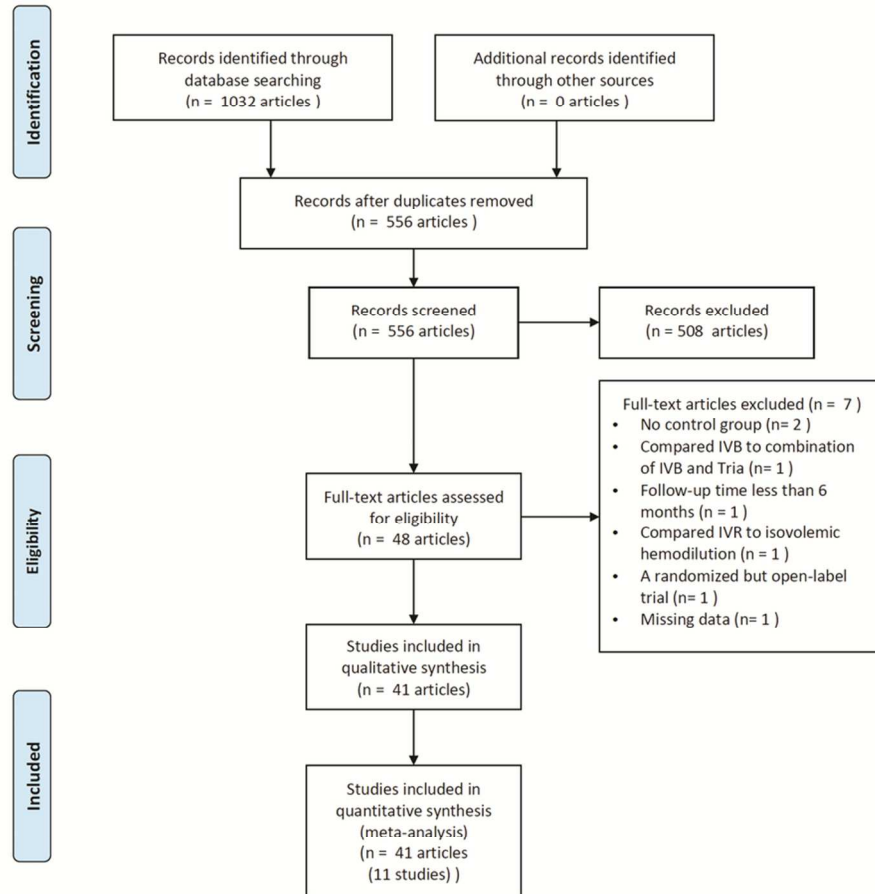 Identification
Records identified through
database searching
(n = 1032 articles )
Additional records identified
through other sources
(n = 0 articles )
Records after duplicates removed
(n = 556 articles )
Screening
Records screened
(n = 556 articles)
Records excluded
(n = 508 articles)
Eligibility
Full-text articles assessed
for eligibility
(n = 48 articles)
Full-text articles excluded (n = 7 )
• No control group (n= 2 )
• Compared IVB to combination
of IVB and Tria (n= 1 )
• Follow-up time less than 6
months (n = 1 )
• Compared IVR to isovolemic
hemodilution (n = 1 )
• A randomized but open-label
trial (n= 1 )
• Missing data (n= 1 )
Studies included in
qualitative synthesis
(n = 41 articles)
Included
Studies included in
quantitative synthesis
(meta-analysis)
(n = 41 articles
(11 studies) )